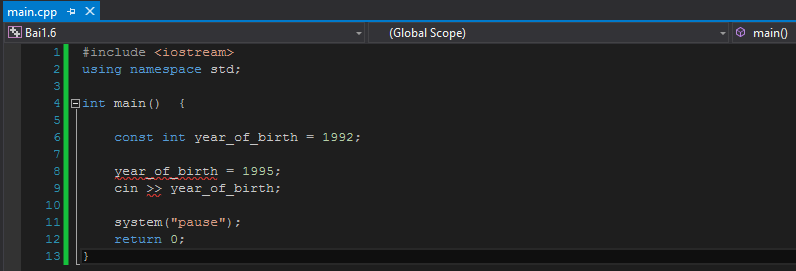 main.cpp
Bai1.6 (Global Scope) main()
1 #include <iostream>
2 using namespace std;
3
4 int main() {
5
6 const int year_of_birth = 1992;
7
8 year_of_birth = 1995;
9 cin >> year_of_birth;
10
11 system("pause");
12 return 0;
13 }